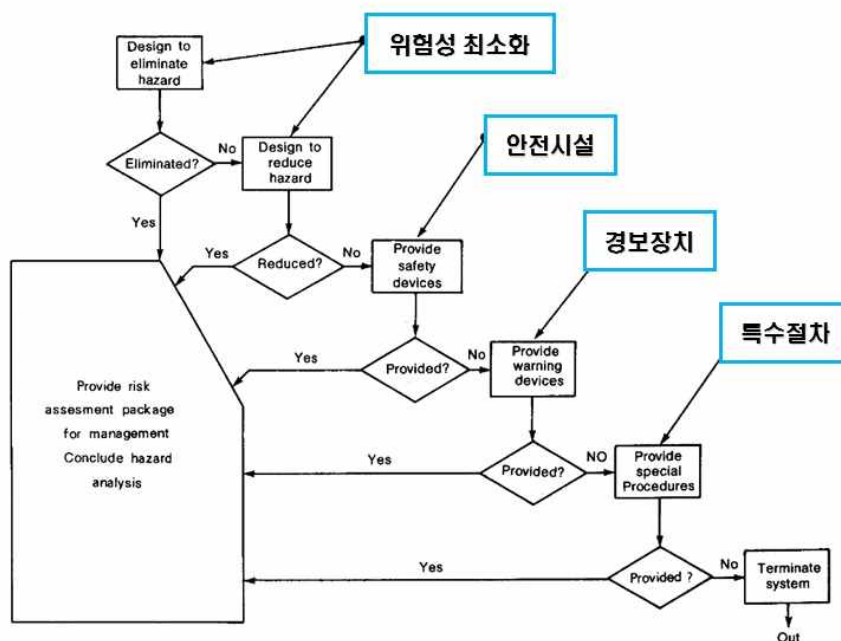 Design to
eliminate
hazard
위험성 최소화
Eliminated?
No
Design to
reduce
hazard
안전시설
Yes
Yes
Reduced?
No
Provide
safety
devices
경보장치
Yes
Provided?
No
Provide
warning
devices
특수절차
Provide risk
assesment package
for management
Conclude hazard
analysis
Yes
Provided?
NO
Provide
special
Procedures
Yes
Provided ?
No
Terminate
system
Out